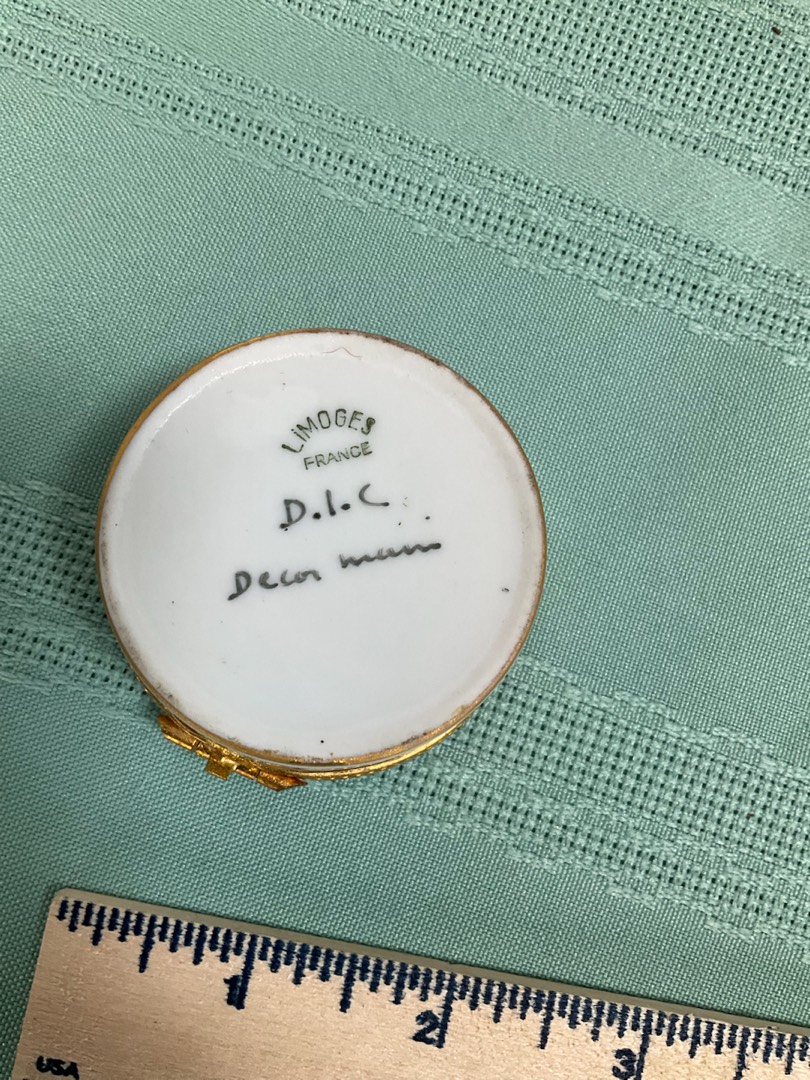 LIMOGES
FRANCE
D.I.C
Decor main
1
2
3
USA